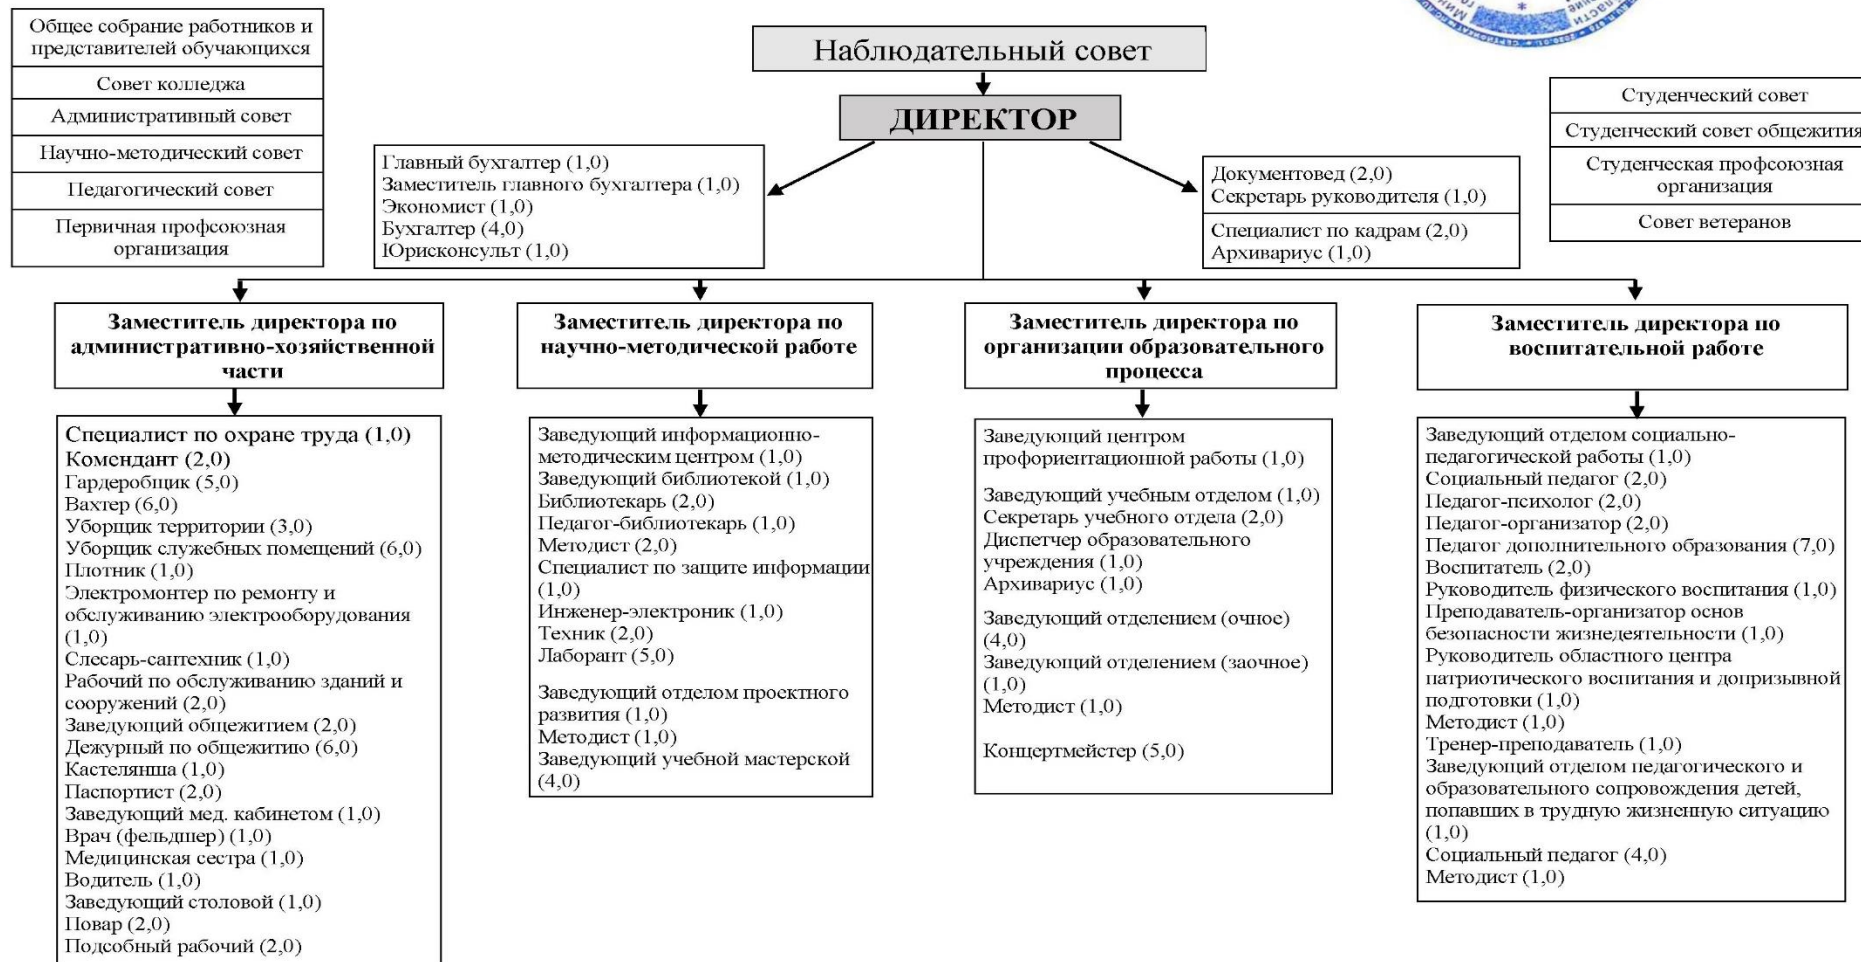 Общее собрание работников и
представителей обучающихся
Совет колледжа
Административный совет
Научно-методический совет
Педагогический совет
Первичная профсоюзная
организация
Наблюдательный совет
ДИРЕКТОР
Главный бухгалтер (1,0)
Заместитель главного бухгалтера (1,0)
Экономист (1,0)
Бухгалтер (4,0)
Юрисконсульт (1,0)
Документовед (2,0)
Секретарь руководителя (1,0)
Специалист по кадрам (2,0)
Архивариус (1,0)
Студенческий совет
Студенческий совет общежития
Студенческая профсоюзная
организация
Совет ветеранов
Заместитель директора по
административно-хозяйственной
части
Специалист по охране труда (1,0)
Комендант (2,0)
Гардеробщик (5,0)
Вахтер (6,0)
Уборщик территории (3,0)
Уборщик служебных помещений (6,0)
Плотник (1,0)
Электромонтер по ремонту и
обслуживанию электрооборудования
(1,0)
Слесарь-сантехник (1,0)
Рабочий по обслуживанию зданий и
сооружений (2,0)
Заведующий общежитием (2,0)
Дежурный по общежитию (6,0)
Кастелянша (1,0)
Паспортист (2,0)
Заведующий мед. кабинетом (1,0)
Врач (фельдшер) (1,0)
Медицинская сестра (1,0)
Водитель (1,0)
Заведующий столовой (1,0)
Повар (2,0)
Подсобный рабочий (2,0)
Заместитель директора по
научно-методической работе
Заведующий информационно-
методическим центром (1,0)
Заведующий библиотекой (1,0)
Библиотекарь (2,0)
Педагог-библиотекарь (1,0)
Методист (2,0)
Специалист по защите информации
(1,0)
Инженер-электроник (1,0)
Техник (2,0)
Лаборант (5,0)
Заведующий отделом проектного
развития (1,0)
Методист (1,0)
Заведующий учебной мастерской
(4,0)
Заместитель директора по
организации образовательного
процесса
Заведующий центром
профориентационной работы (1,0)
Заведующий учебным отделом (1,0)
Секретарь учебного отдела (2,0)
Диспетчер образовательного
учреждения (1,0)
Архивариус (1,0)
Заведующий отделением (очное)
(4,0)
Заведующий отделением (заочное)
(1,0)
Методист (1,0)
Концертмейстер (5,0)
Заместитель директора по
воспитательной работе
Заведующий отделом социально-
педагогической работы (1,0)
Социальный педагог (2,0)
Педагог-психолог (2,0)
Педагог-организатор (2,0)
Педагог дополнительного образования (7,0)
Воспитатель (2,0)
Руководитель физического воспитания (1,0)
Преподаватель-организатор основ
безопасности жизнедеятельности (1,0)
Руководитель областного центра
патриотического воспитания и допризывной
подготовки (1,0)
Методист (1,0)
Тренер-преподаватель (1,0)
Заведующий отделом педагогического и
образовательного сопровождения детей,
попавших в трудную жизненную ситуацию
(1,0)
Социальный педагог (4,0)
Методист (1,0)